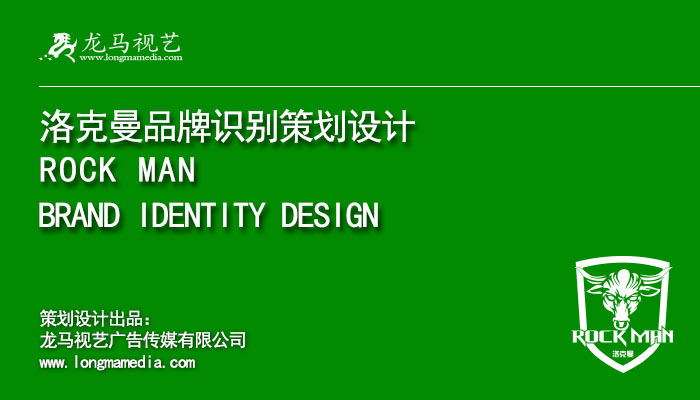 龙马视艺
www.longmamedia.com
洛克曼品牌识别策划设计
ROCK MAN
BRAND IDENTITY DESIGN
策划设计出品：
龙马视艺广告传媒有限公司
www.longmamedia.com
ROCK MAN
洛克曼